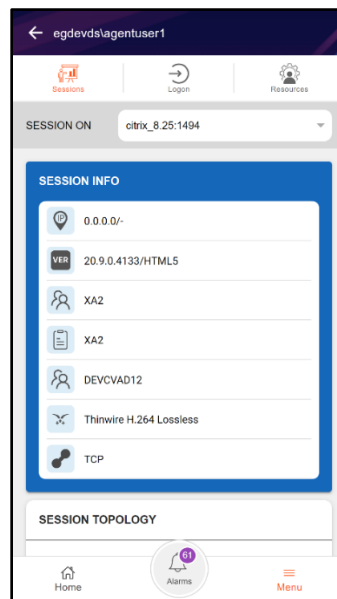 egdevds\agentuser1
Sessions
Logon
Resources
SESSION ON
citrix_8.25:1494
SESSION INFO
IP
0.0.0.0/-
VER
20.9.0.4133/HTML5
XA2
XA2
DEVCVAD12
Thinwire H.264 Lossless
TCP
SESSION TOPOLOGY
Home
61
Alarms
Menu